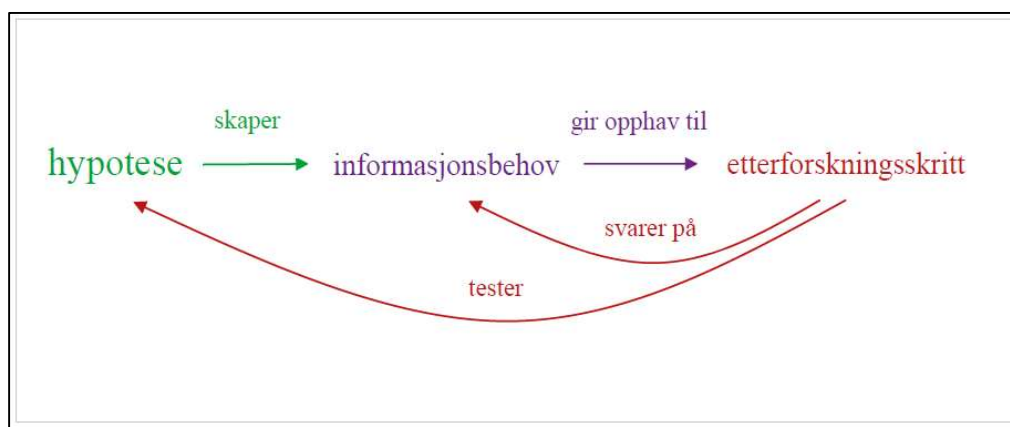 skaper
gir opphav til
hypotese
informasjonsbehov
etterforskningsskritt
svarer på
tester